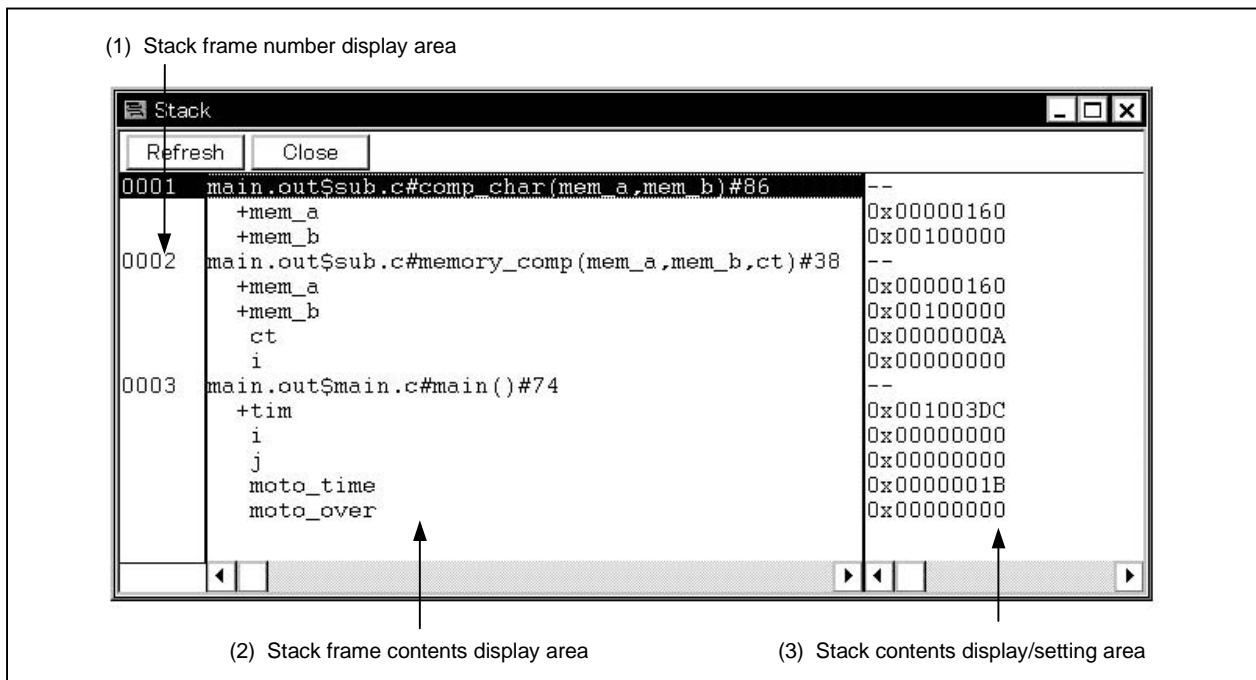 (1) Stack frame number display area
Stack
Refresh Close
0001 main.out$sub.c#comp_char(mem_a,mem_b)#86 --
+mem_a 0x00000160
+mem_b 0x00100000
0002 main.out$sub.c#memory_comp(mem_a,mem_b,ct)#38 --
+mem_a 0x00000160
+mem_b 0x00100000
ct 0x0000000A
i 0x00000000
0003 main.out$main.c#main()#74 --
+tim 0x001003DC
i 0x00000000
j 0x00000000
moto_time 0x0000001B
moto_over 0x00000000
(2) Stack frame contents display area (3) Stack contents display/setting area